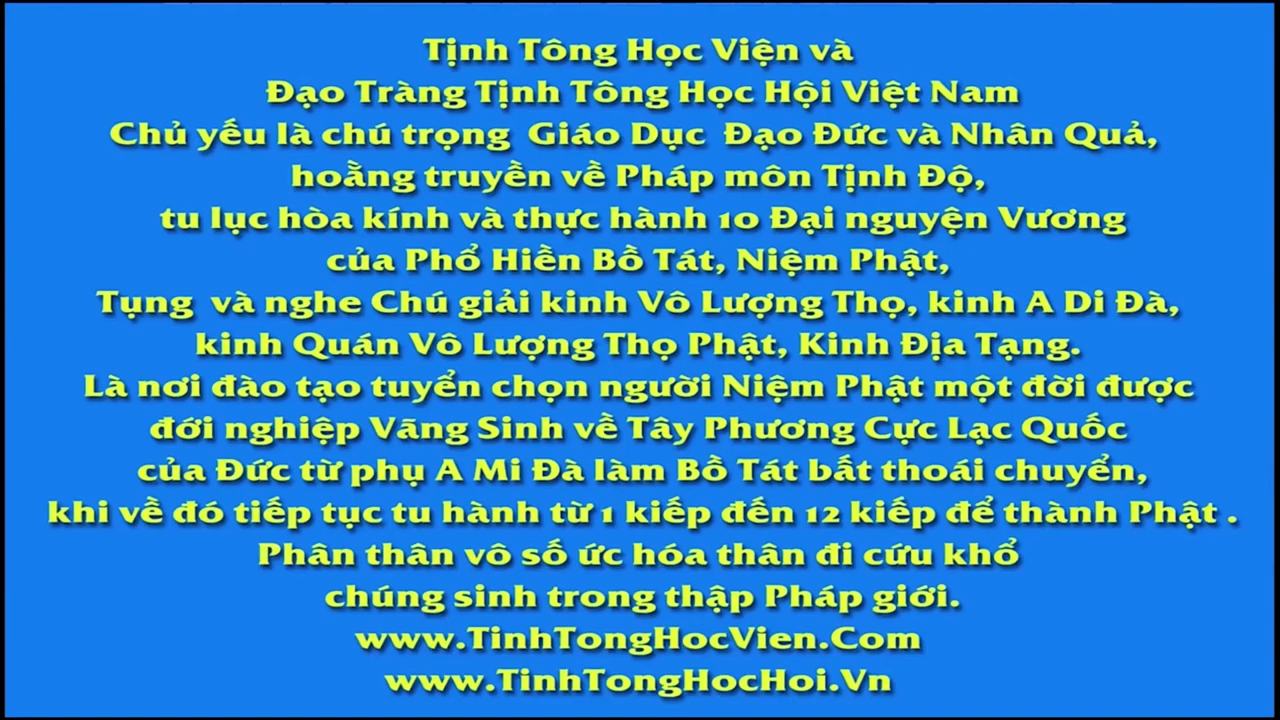 Tịnh Tông Học Viện và
Đạo Tràng Tịnh Tông Học Hội Việt Nam
Chủ yếu là chú trọng Giáo Dục Đạo Đức và Nhân Quả,
hoằng truyền về Pháp môn Tịnh Độ,
tu lục hòa kính và thực hành 10 Đại nguyện Vương
của Phổ Hiền Bồ Tát, Niệm Phật,
Tụng và nghe Chú giải kinh Vô Lượng Thọ, kinh A Di Đà,
kinh Quán Vô Lượng Thọ Phật, Kinh Địa Tạng.
Là nơi đào tạo tuyển chọn người Niệm Phật một đời được
đới nghiệp Vãng Sinh về Tây Phương Cực Lạc Quốc
của Đức từ phụ A Mi Đà làm Bồ Tát bất thoái chuyển,
khi về đó tiếp tục tu hành từ 1 kiếp đến 12 kiếp để thành Phật .
Phân thân vô số ức hóa thân đi cứu khổ
chúng sinh trong thập Pháp giới.
www.TinhTongHocVien.Com
www.TinhTongHocHoi.Vn